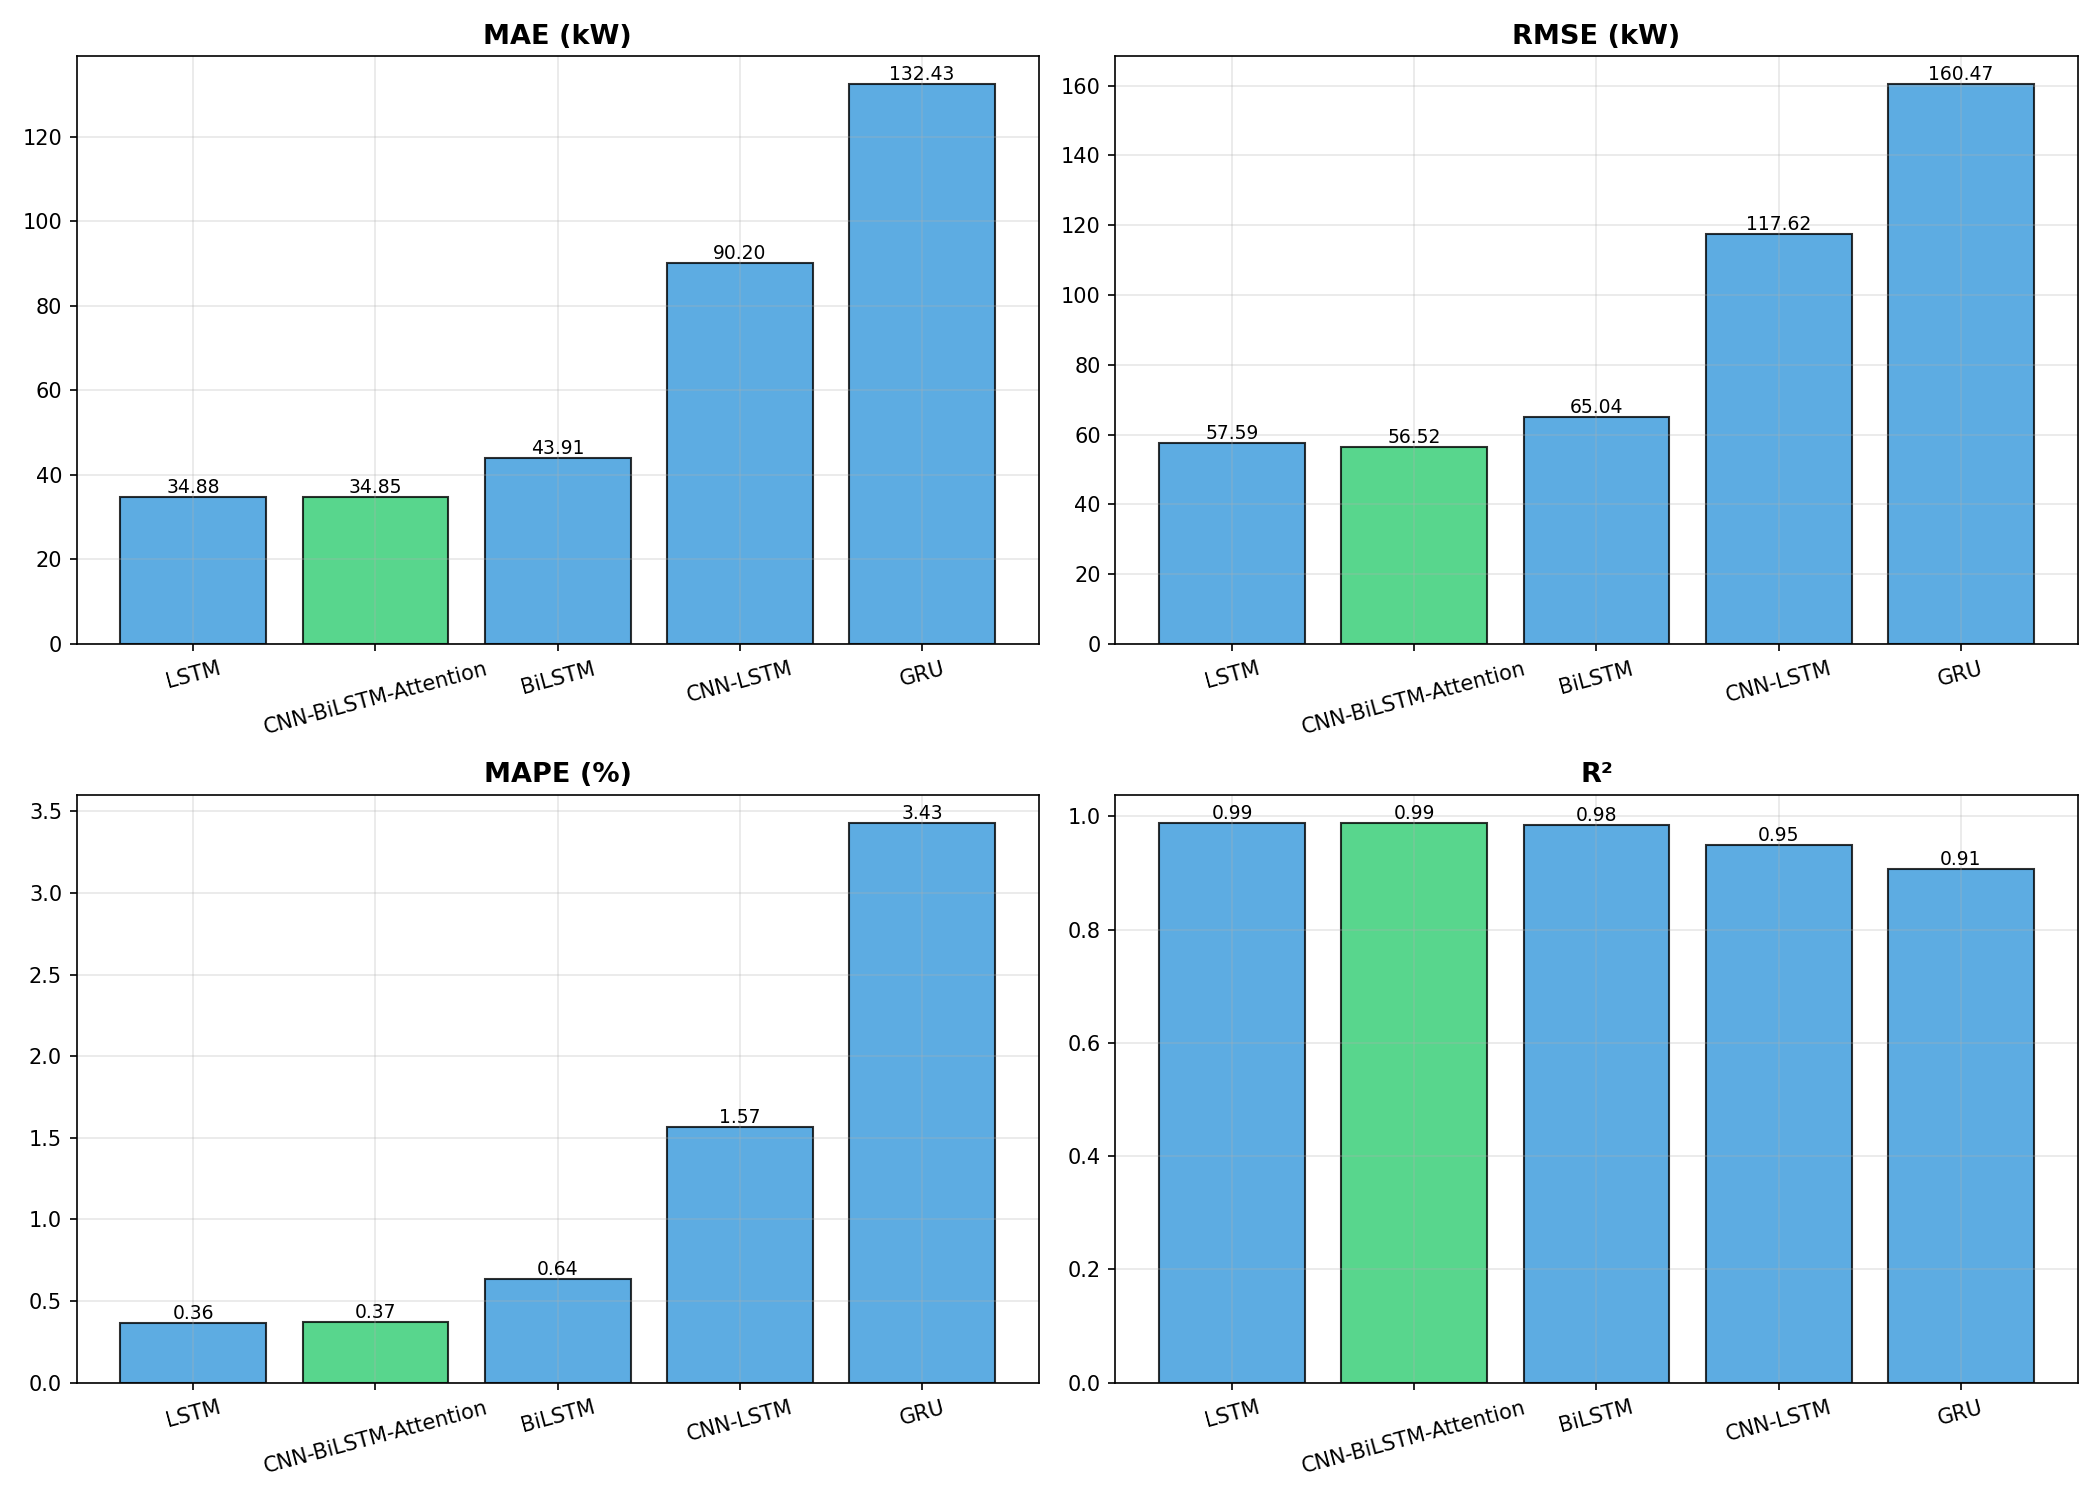 MAE (kW)
120
100
80
60
40
20
0
34.88
34.85
43.91
90.20
132.43
LSTM
CNN-BiLSTM-Attention
BiLSTM
CNN-LSTM
GRU
RMSE (kW)
160
140
120
100
80
60
40
20
0
57.59
56.52
65.04
117.62
160.47
LSTM
CNN-BiLSTM-Attention
BiLSTM
CNN-LSTM
GRU
MAPE (%)
3.5
3.0
2.5
2.0
1.5
1.0
0.5
0.0
0.36
0.37
0.64
1.57
3.43
LSTM
CNN-BiLSTM-Attention
BiLSTM
CNN-LSTM
GRU
R²
1.0
0.8
0.6
0.4
0.2
0.0
0.99
0.99
0.98
0.95
0.91
LSTM
CNN-BiLSTM-Attention
BiLSTM
CNN-LSTM
GRU